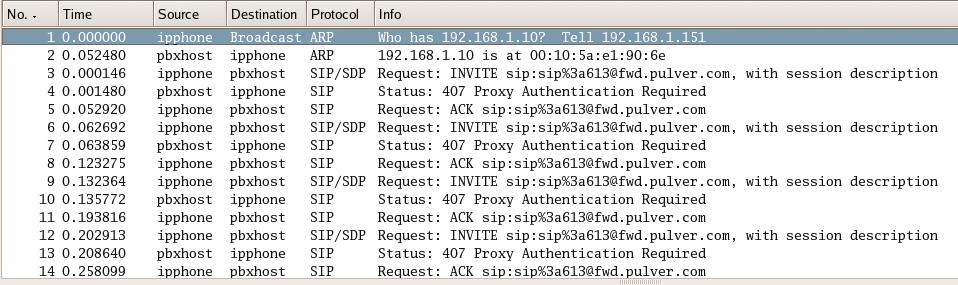 No. Time Source Destination Protocol Info
1 0.000000 ipphone Broadcast ARP Who has 192.168.1.10? Tell 192.168.1.151
2 0.052480 pbxhost ipphone ARP 192.168.1.10 is at 00:10:5a:e1:90:6e
3 0.000146 ipphone pbxhost SIP/SDP Request: INVITE sip:sip%3a613@fwd.pulver.com, with session description
4 0.001480 pbxhost ipphone SIP Status: 407 Proxy Authentication Required
5 0.052920 ipphone pbxhost SIP Request: ACK sip:sip%3a613@fwd.pulver.com
6 0.062692 ipphone pbxhost SIP/SDP Request: INVITE sip:sip%3a613@fwd.pulver.com, with session description
7 0.063859 pbxhost ipphone SIP Status: 407 Proxy Authentication Required
8 0.123275 ipphone pbxhost SIP Request: ACK sip:sip%3a613@fwd.pulver.com
9 0.132364 ipphone pbxhost SIP/SDP Request: INVITE sip:sip%3a613@fwd.pulver.com, with session description
10 0.135772 pbxhost ipphone SIP Status: 407 Proxy Authentication Required
11 0.193816 ipphone pbxhost SIP Request: ACK sip:sip%3a613@fwd.pulver.com
12 0.202913 ipphone pbxhost SIP/SDP Request: INVITE sip:sip%3a613@fwd.pulver.com, with session description
13 0.208640 pbxhost ipphone SIP Status: 407 Proxy Authentication Required
14 0.258099 ipphone pbxhost SIP Request: ACK sip:sip%3a613@fwd.pulver.com